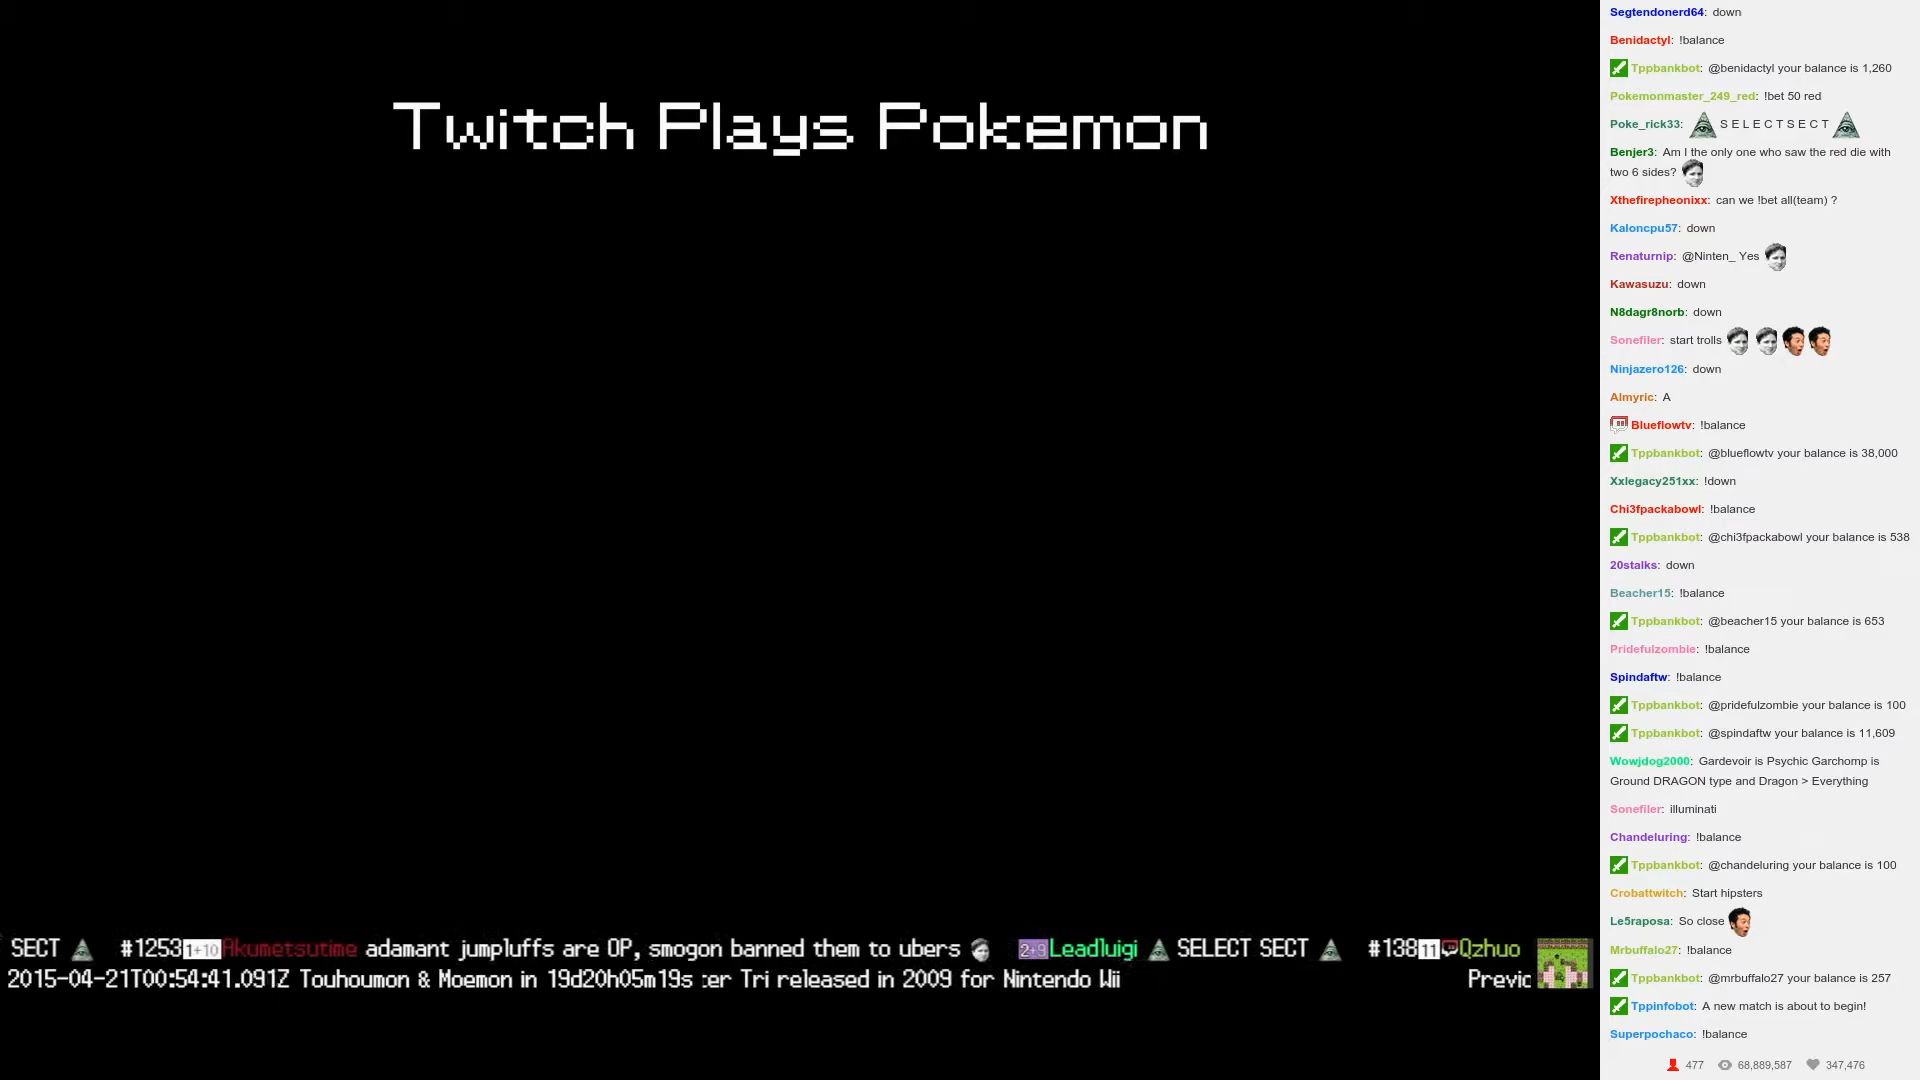 Twitch Plays Pokemon
SECT #1253 1+10 Akumetsutime adamant jumpluffs are OP, smogon banned them to ubers 2+9 Leadluigi SELECT SECT #138 11 Qzhuo
2015-04-21T00:54:41.091Z Touhoumon & Moemon in 19d20h05m19s Tri released in 2009 for Nintendo Wii
Segtendonerd64: down
Benidactyl: !balance
Tppbankbot: @benidactyl your balance is 1,260
Pokemonmaster_249_red: !bet 50 red
Poke_rick33: S E L E C T S E C T
Benjer3: Am I the only one who saw the red die with
two 6 sides?
Xthefirepheonixx: can we !bet all(team) ?
Kaloncpu57: down
Renaturnip: @Ninten_ Yes
Kawasuzu: down
N8dagr8norb: down
Sonefiler: start trolls
Ninjazero126: down
Almyric: A
Blueflowtv: !balance
Tppbankbot: @blueflowtv your balance is 38,000
Xxlegacy251xx: !down
Chi3fpackabowl: !balance
Tppbankbot: @chi3fpackabowl your balance is 538
20stalks: down
Beacher15: !balance
Tppbankbot: @beacher15 your balance is 653
Pridefulzombie: !balance
Spindaftw: !balance
Tppbankbot: @pridefulzombie your balance is 100
Tppbankbot: @spindaftw your balance is 11,609
Wowjdog2000: Gardevoir is Psychic Garchomp is
Ground DRAGON type and Dragon > Everything
Sonefiler: illuminati
Chandeluring: !balance
Tppbankbot: @chandeluring your balance is 100
Crobattwitch: Start hipsters
Le5raposa: So close
Mrbuffalo27: !balance
Tppbankbot: @mrbuffalo27 your balance is 257
Tppinfobot: A new match is about to begin!
Superpochaco: !balance
477 68,889,587 347,476